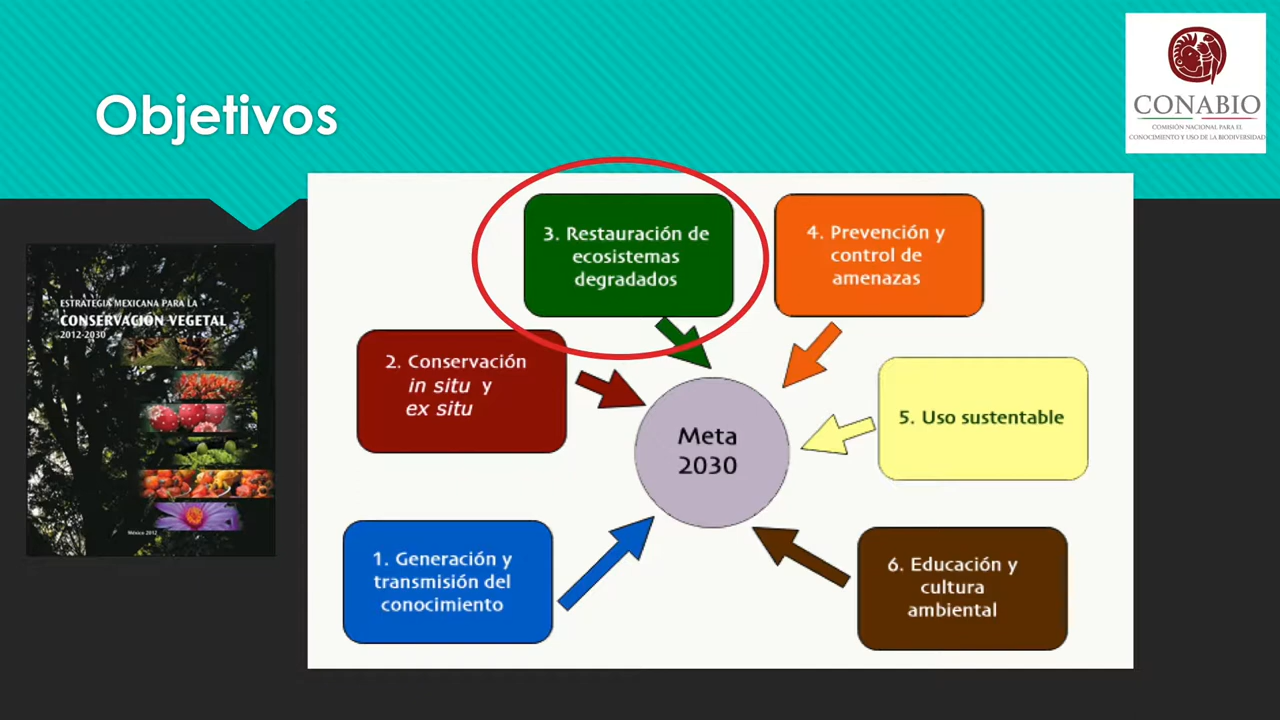 Objetivos
CONABIO
COMISIÓN NACIONAL PARA EL
CONOCIMIENTO Y USO DE LA BIODIVERSIDAD
ESTRATEGIA MEXICANA PARA LA
CONSERVACIÓN VEGETAL
2012-2030
México 2012
3. Restauración de
ecosistemas
degradados
4. Prevención y
control de
amenazas
2. Conservación
in situ y
ex situ
5. Uso sustentable
Meta
2030
1. Generación y
transmisión del
conocimiento
6. Educación y
cultura
ambiental